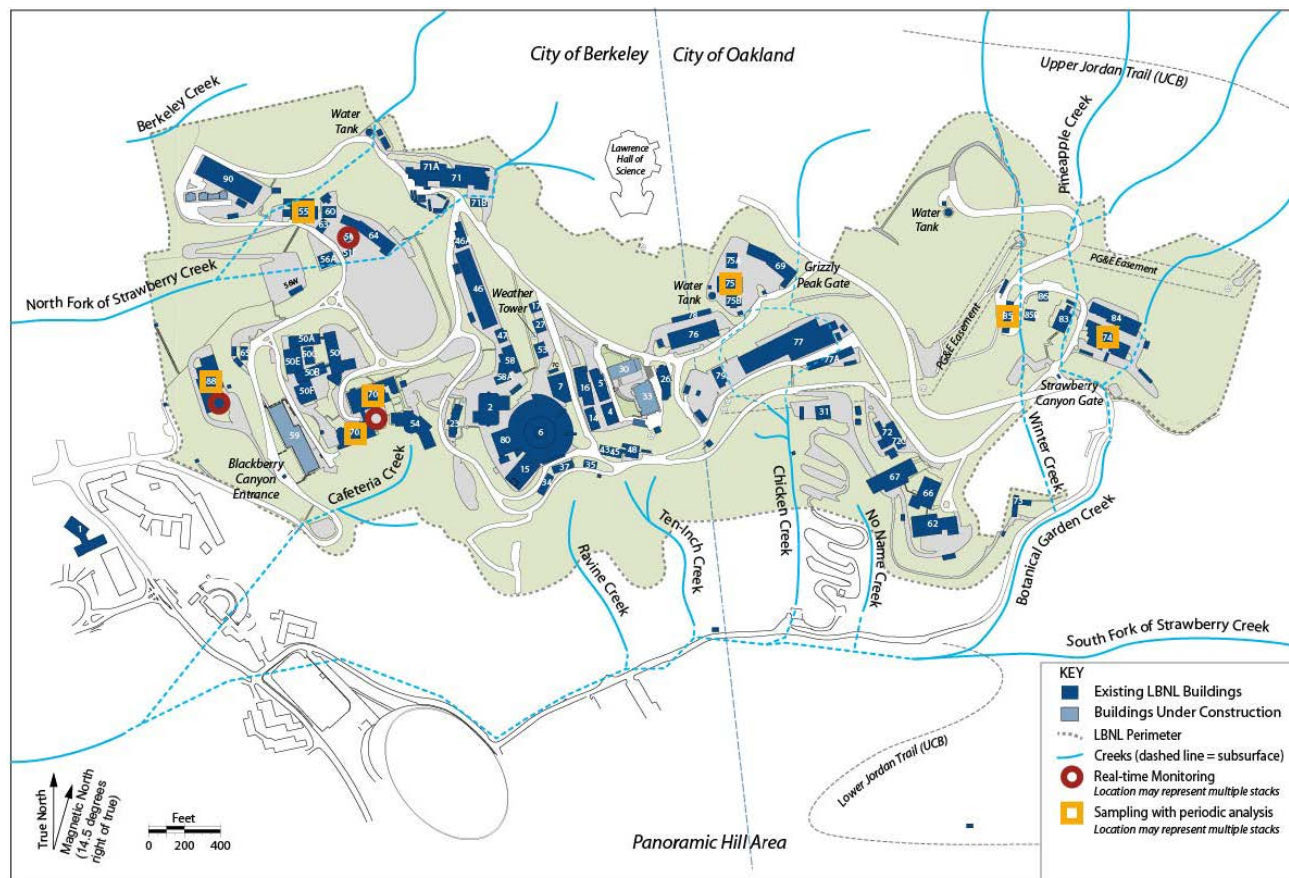 City of Berkeley
City of Oakland
Upper Jordan Trail (UCB)
Berkeley Creek
Pineapple Creek
Water
Tank
Lawrence
Hall of
Science
71A
71
71B
90
55
60
63
64
56A
46A
46
North Fork of Strawberry Creek
Weather
Tower
17
27
47
53
58
58A
Water
Tank
75A
75
75B
69
Grizzly
Peak Gate
Water
Tank
PG&E Easement
PG&E Easement
78
76
77
77A
79
85
86
83
84
74
Strawberry
Canyon Gate
65
50A
50E
50B
50F
50
88
70
70
54
59
Blackberry
Canyon
Entrance
Cafeteria Creek
25
2
7
16
5
4
14
30
33
26
80
6
15
43
45
48
37
35
34
31
72
67
66
62
Chicken Creek
No Name Creek
Winter Creek
Botanical Garden Creek
1
Ravine Creek
Ten-Inch Creek
South Fork of Strawberry Creek
Lower Jordan Trail (UCB)
Panoramic Hill Area
True North
Magnetic North
(14.5 degrees
right of true)
Feet
0 200 400
KEY
Existing LBNL Buildings
Buildings Under Construction
LBNL Perimeter
Creeks (dashed line = subsurface)
Real-time Monitoring
Location may represent multiple stacks
Sampling with periodic analysis
Location may represent multiple stacks